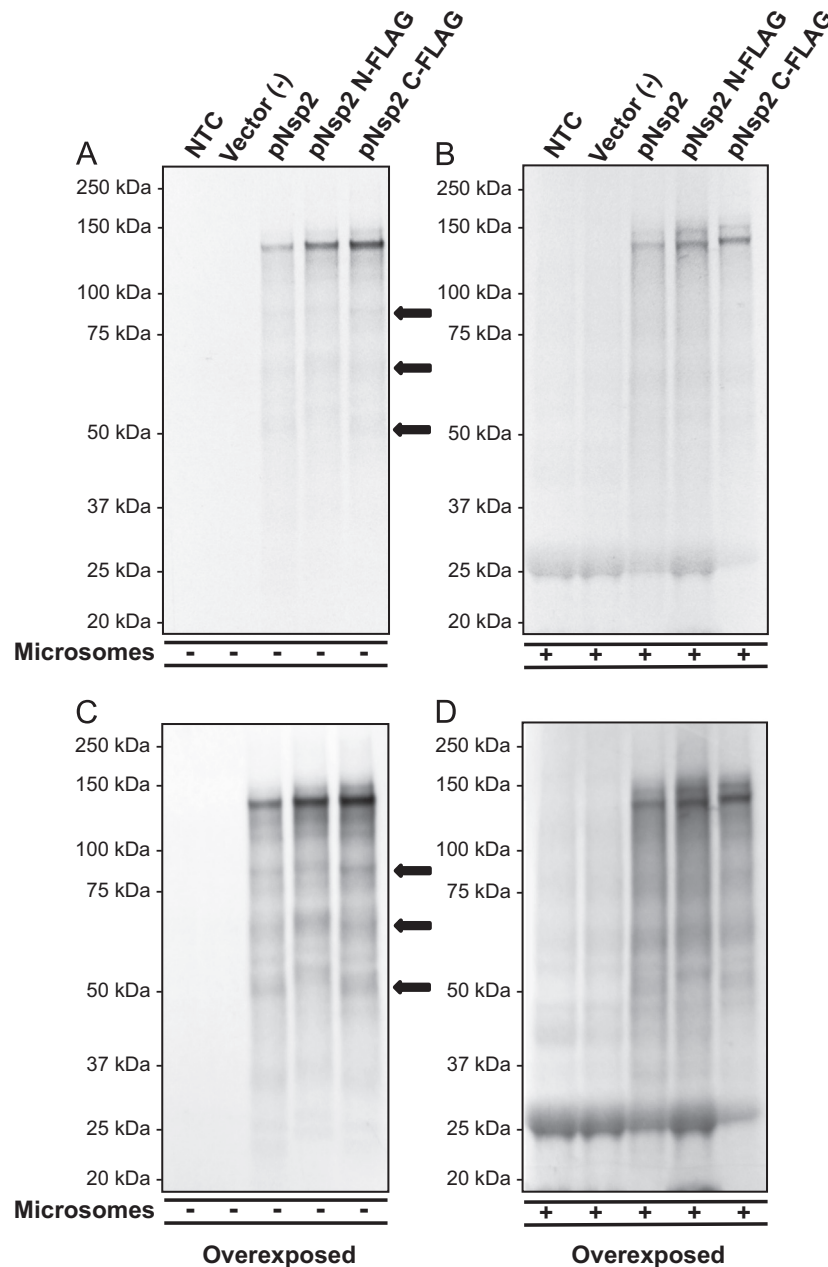 A
NTC
Vector (-)
pNsp2
pNsp2 N-FLAG
pNsp2 C-FLAG
250 kDa
150 kDa
100 kDa
75 kDa
50 kDa
37 kDa
25 kDa
20 kDa
Microsomes - - - - -
B
NTC
Vector (-)
pNsp2
pNsp2 N-FLAG
pNsp2 C-FLAG
250 kDa
150 kDa
100 kDa
75 kDa
50 kDa
37 kDa
25 kDa
20 kDa
+ + + + +
C
250 kDa
150 kDa
100 kDa
75 kDa
50 kDa
37 kDa
25 kDa
20 kDa
Microsomes - - - - -
Overexposed
D
250 kDa
150 kDa
100 kDa
75 kDa
50 kDa
37 kDa
25 kDa
20 kDa
+ + + + +
Overexposed